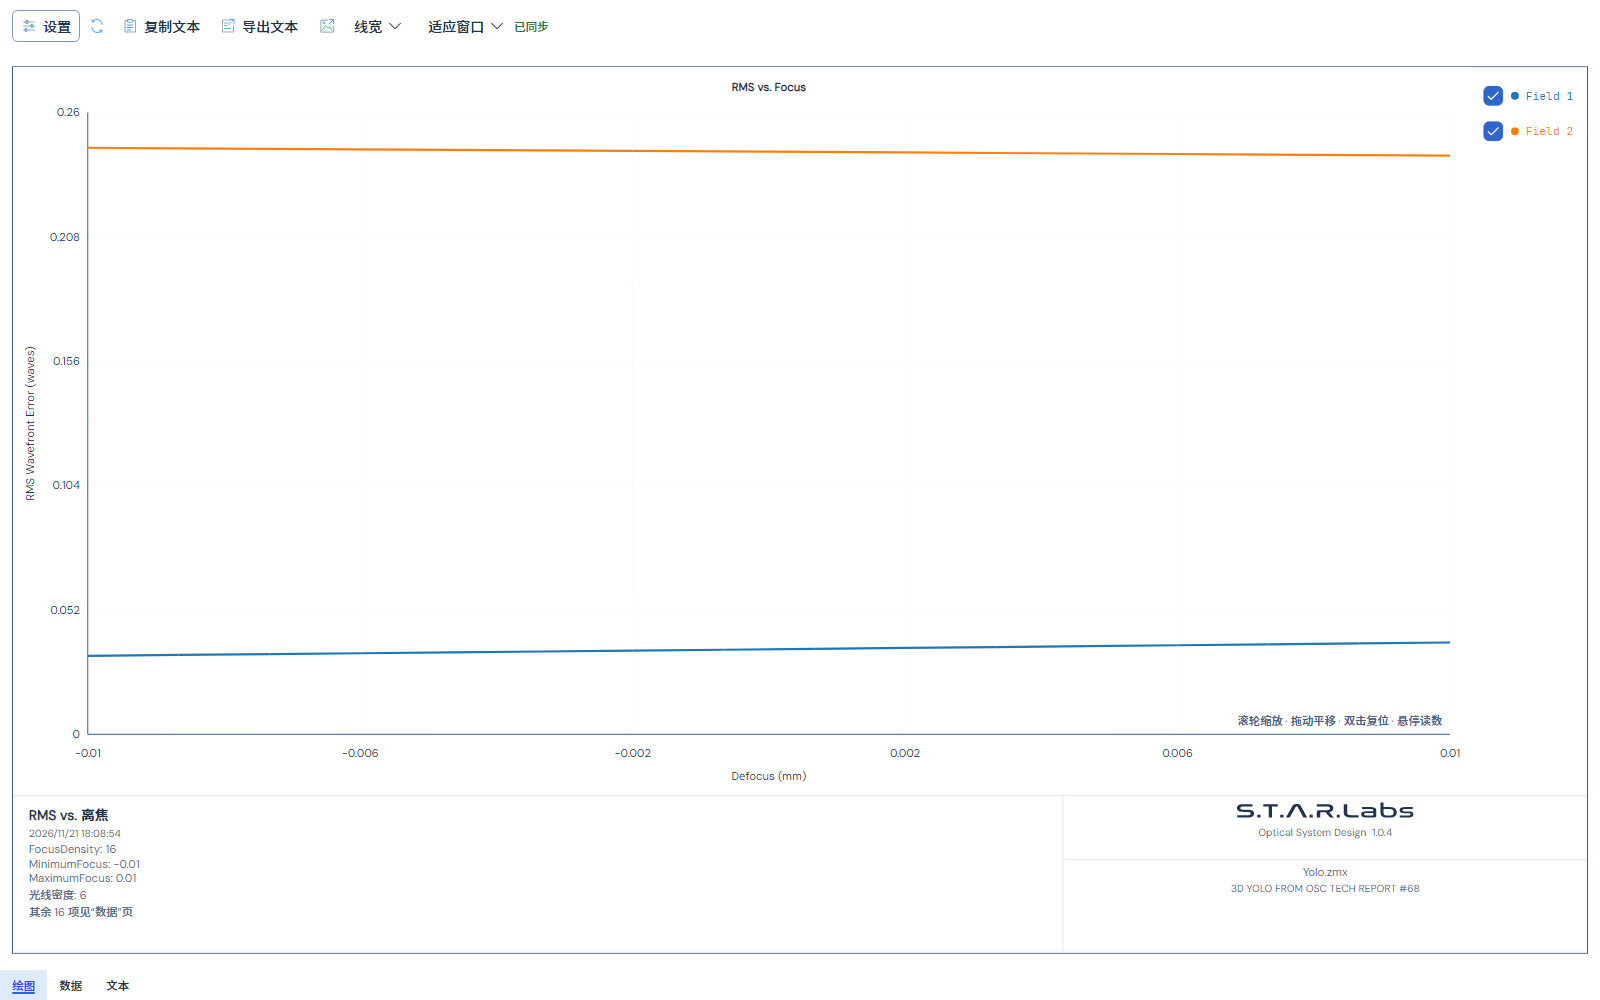 设置 复制文本 导出文本 线宽 适应窗口 已同步
RMS vs. Focus
Field 1
Field 2
RMS Wavefront Error (waves)
0.26
0.208
0.156
0.104
0.052
0
-0.01 -0.006 -0.002 0.002 0.006 0.01
滚轮缩放 · 拖动平移 · 双击复位 · 悬停读数
Defocus (mm)
RMS vs. 离焦
2026/11/21 18:08:54
FocusDensity: 16
MinimumFocus: -0.01
MaximumFocus: 0.01
光线密度: 6
其余 16 项见“数据”页
S.T.A.R.Labs
Optical System Design 1.0.4
Yolo.zmx
3D YOLO FROM OSC TECH REPORT #68
绘图 数据 文本